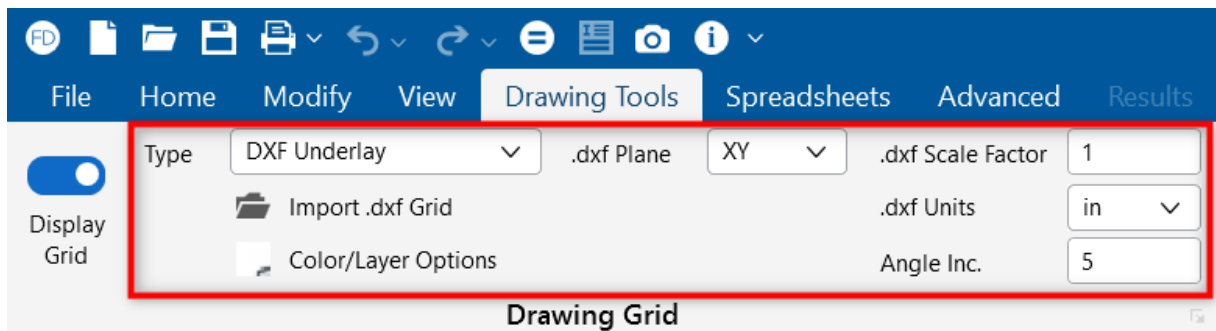 FD
File Home Modify View Drawing Tools Spreadsheets Advanced Results
Type DXF Underlay .dxf Plane XY .dxf Scale Factor 1
Import .dxf Grid .dxf Units in
Display Grid
Color/Layer Options Angle Inc. 5
Drawing Grid